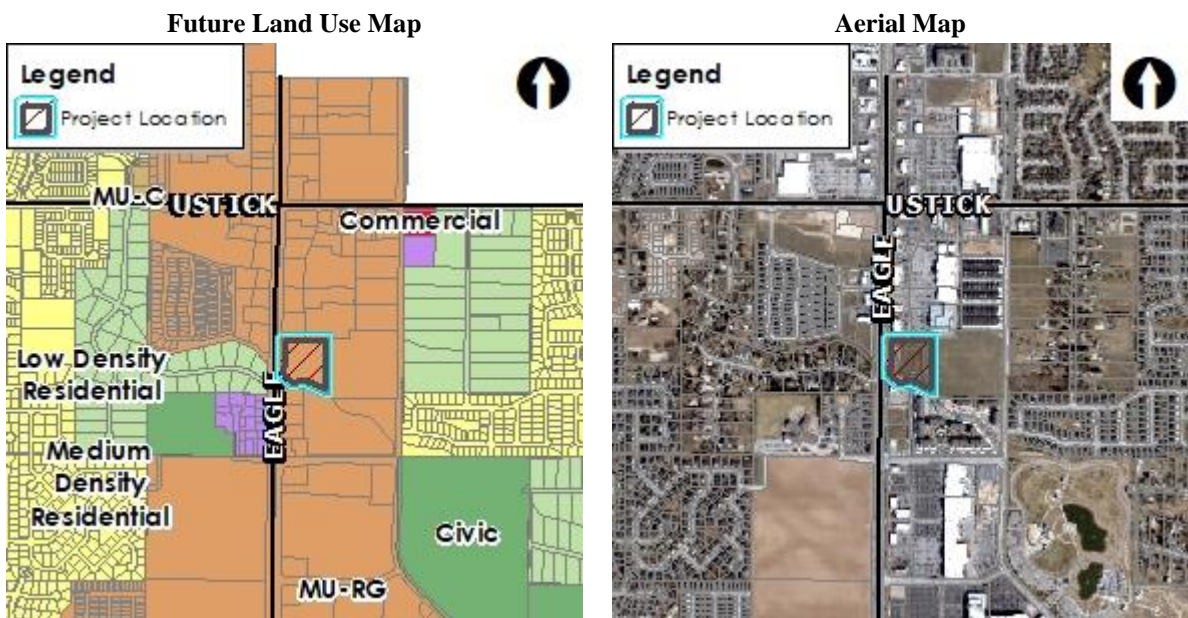 Future Land Use Map
Legend
Project Location
MU-C
USTICK
Commercial
Low Density
Residential
EAGLE
Medium
Density
Residential
Civic
MU-RG
Aerial Map
Legend
Project Location
USTICK
EAGLE